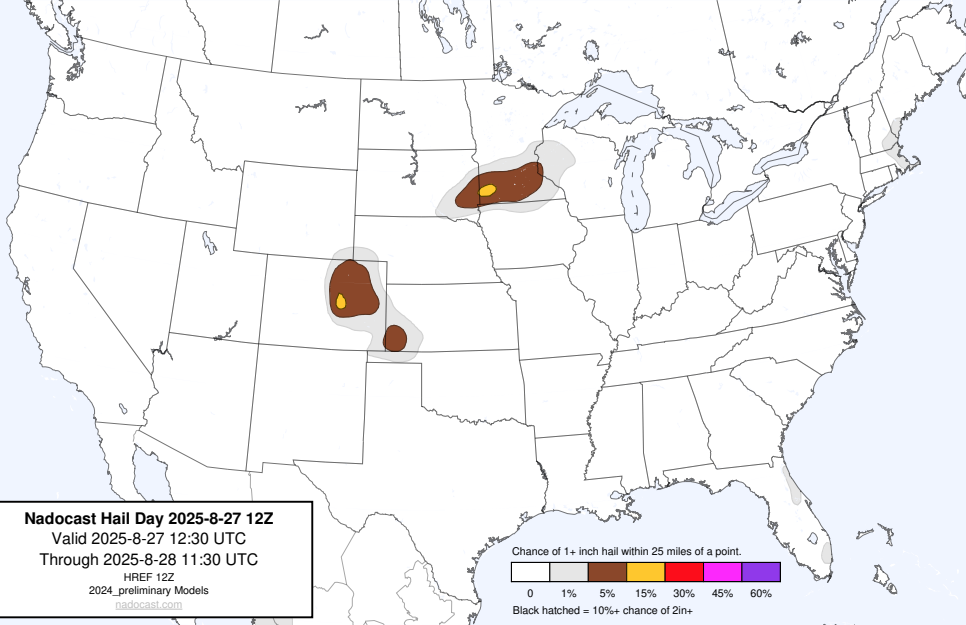 Nadocast Hail Day 2025-8-27 12Z
Valid 2025-8-27 12:30 UTC
Through 2025-8-28 11:30 UTC
HREF 12Z
2024_preliminary Models
nadocast.com
Chance of 1+ inch hail within 25 miles of a point.
0 1% 5% 15% 30% 45% 60%
Black hatched = 10%+ chance of 2in+